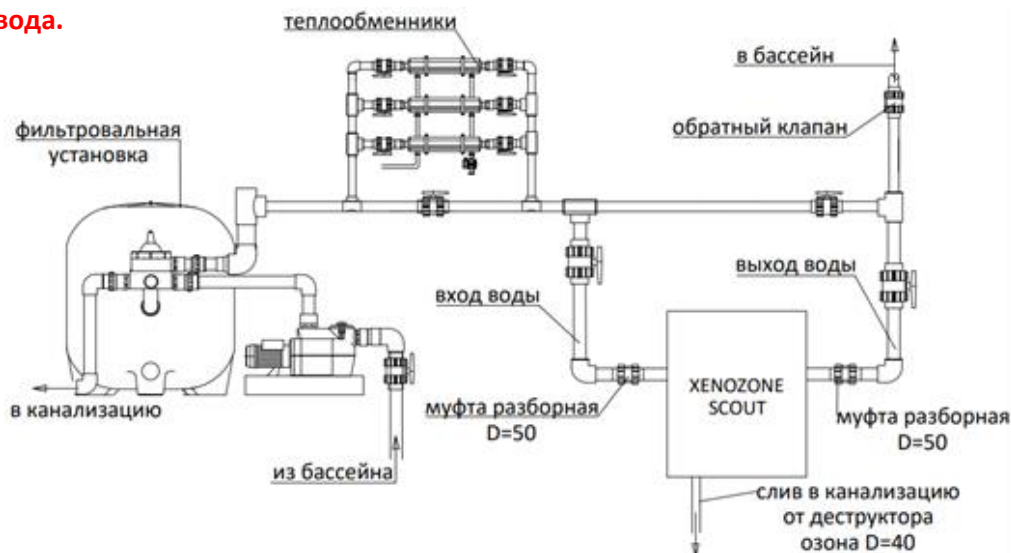 вода.
теплообменники
в бассейн
обратный клапан
фильтровальная
установка
выход воды
вход воды
XENOZONE
SCOUT
в канализацию
муфта разборная
D=50
муфта разборная
D=50
из бассейна
слив в канализацию
от деструктора
озона D=40